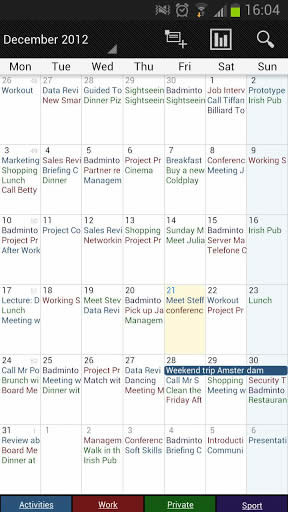 16:04
December 2012
Mon Tue Wed Thu Fri Sat Sun
26 27 28 29 30 1 2
Workout Data Revi Guided To Sightseein Badminto Job Interv Prototype
New Smar Dinner Piz Sightseein Call Tiffan Irish Pub
Billiard To
3 4 5 6 7 8 9
Marketing Sales Revi Badminto Project Pr Breakfast Conferenc Working S
Shopping Briefing C Partner re Cinema Buy a new Meeting J
Lunch Dinner Managem Coldplay
Call Betty
10 11 12 13 14 15 16
Badminto Project Co Sales Revi Badminto Sunday M Badminto Irish Pub
Project Pr Networkin Project Pr Meet Julia Server Ma
After Work Telefone C
17 18 19 20 21 22 23
Lecture: D Working S Meet Stev Badminto Meet Steff Workout Lunch
Lunch Data Revi Pick up Ja conferenc Project Pr
Meeting w Managem
24 25 26 27 28 29 30
Weekend trip Amster dam
Call Mr Po Badminto Project Pr Data Revi Call Mr S Shopping Security T
Brunch wi Meeting w Match wit Dancing Clean the Meeting w Badminto
Board Me dinner wit Meeting Friday Aft Restauran
31 1 2 3 4 5 6
Review ab Managem Conferenc Badminto Introducti Presentati
Board Me Walk in th Soft Skills Briefing C Communi
Dinner at Irish Pub
Activities Work Private Sport